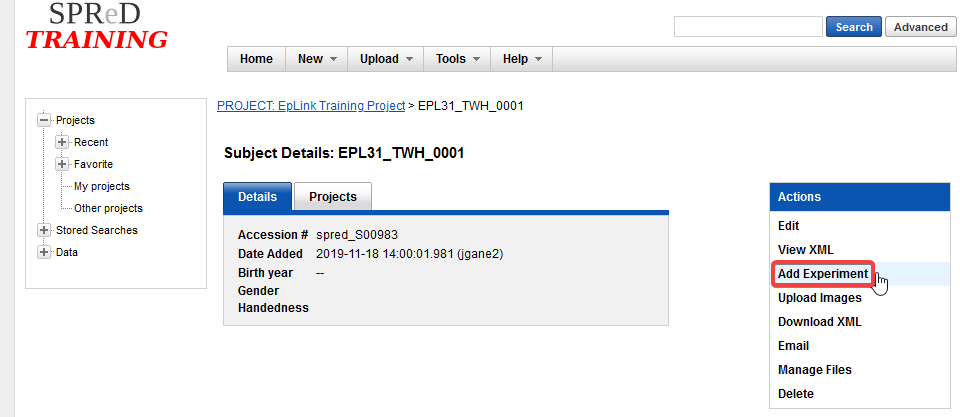 SPReD
TRAINING
Search
Advanced
Home New Upload Tools Help
Projects
Recent
Favorite
My projects
Other projects
Stored Searches
Data
PROJECT: EpLink Training Project > EPL31_TWH_0001
Subject Details: EPL31_TWH_0001
Details Projects
Accession # spred_S00983
Date Added 2019-11-18 14:00:01.981 (jgane2)
Birth year --
Gender
Handedness
Actions
Edit
View XML
Add Experiment
Upload Images
Download XML
Email
Manage Files
Delete